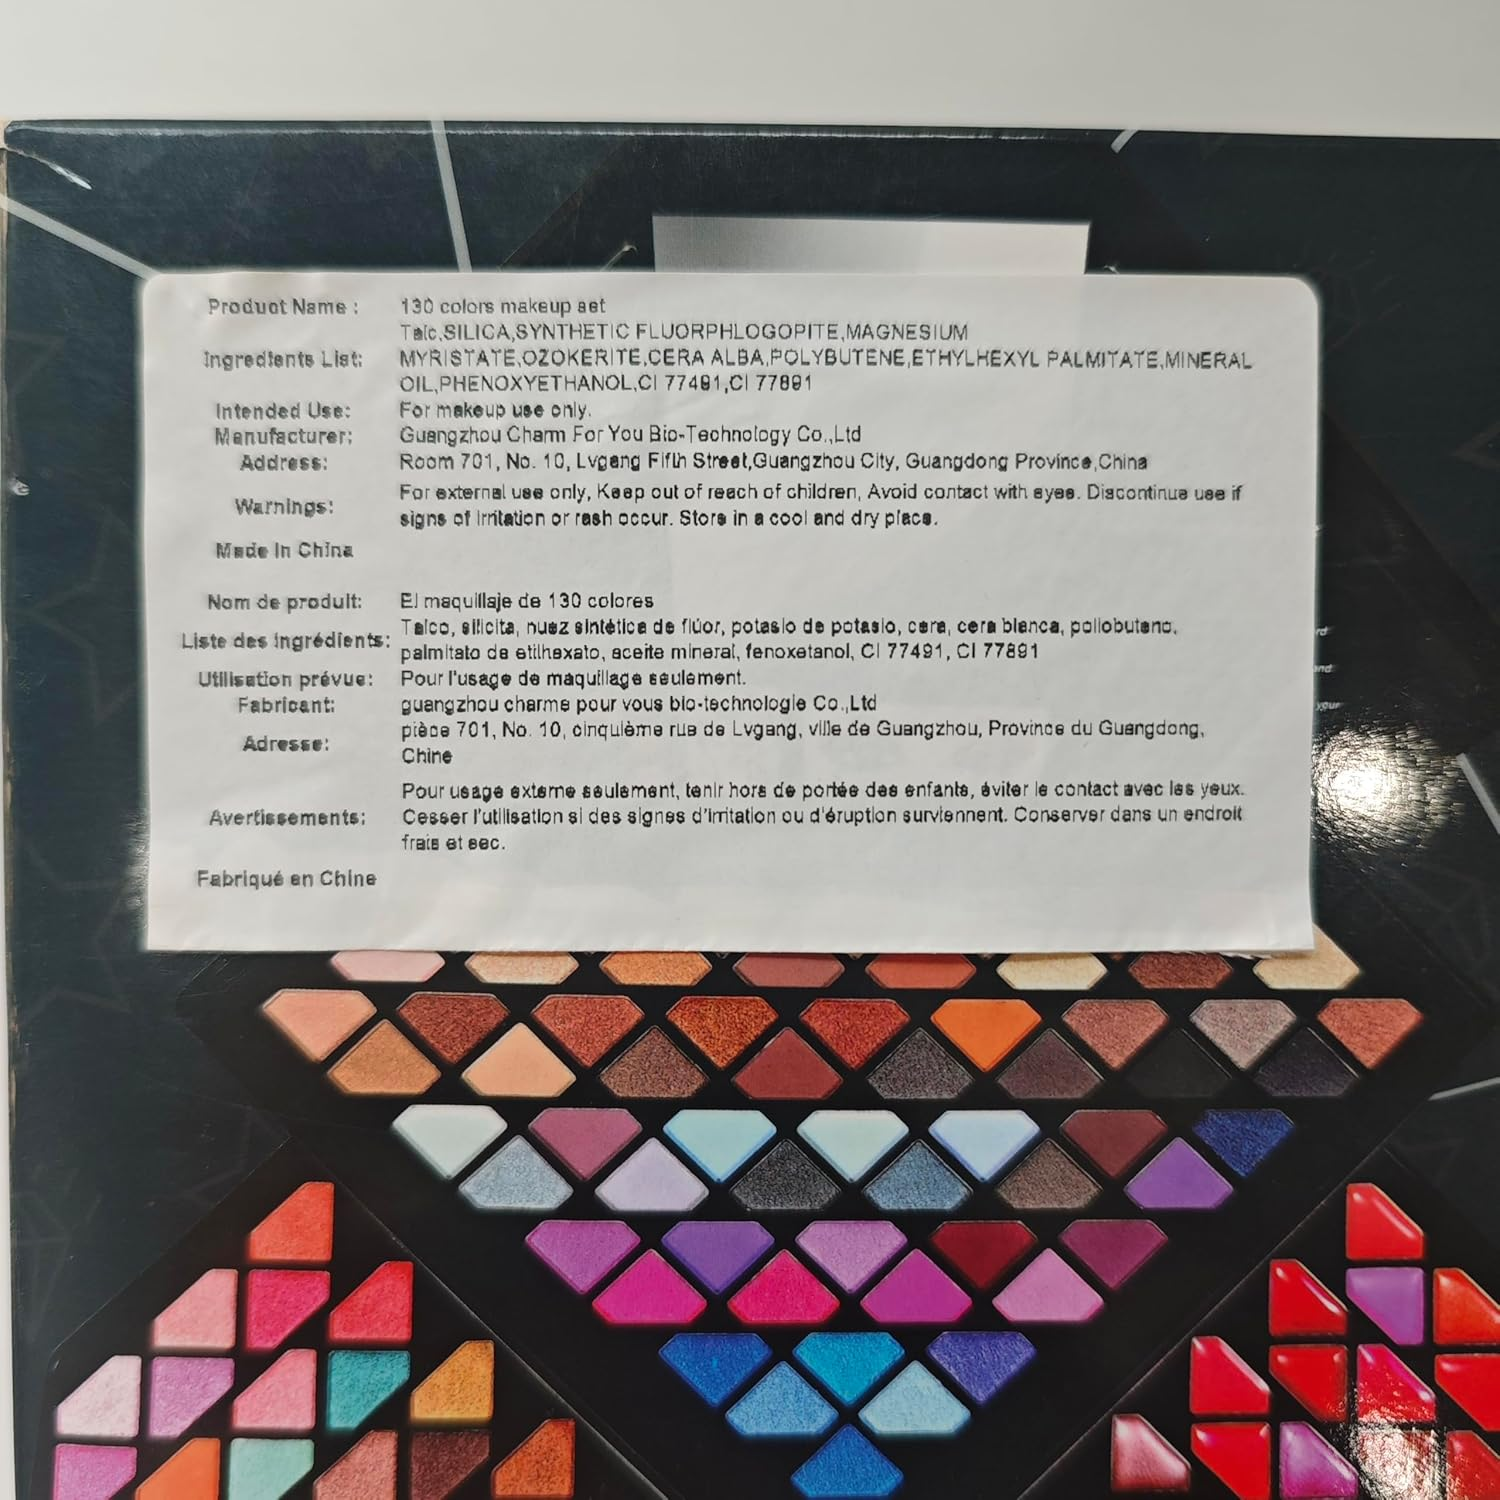 Product Name : 130 colors makeup set
Talc,SILICA,SYNTHETIC FLUORPHLOGOPITE,MAGNESIUM
Ingredients List: MYRISTATE,OZOKERITE,CERA ALBA,POLYBUTENE,ETHYLHEXYL PALMITATE,MINERAL
OIL,PHENOXYETHANOL,CI 77491,CI 77891
Intended Use: For makeup use only.
Manufacturer: Guangzhou Charm For You Bio-Technology Co.,Ltd
Address: Room 701, No. 10, Lvgang Fifth Street,Guangzhou City, Guangdong Province,China
Warnings: For external use only, Keep out of reach of children, Avoid contact with eyes. Discontinue use if
signs of irritation or rash occur. Store in a cool and dry place.
Made in China
Nom de produit: El maquillaje de 130 colores
Liste des ingrédients: Talco, silicita, nuez sintética de flúor, potasio de potasio, cera, cera blanca, poliobuteno,
palmitato de etilhexato, aceite mineral, fenoxetanol, CI 77491, CI 77891
Utilisation prévue: Pour l'usage de maquillage seulement.
Fabricant: guangzhou charme pour vous bio-technologie Co.,Ltd
Adresse: pièce 701, No. 10, cinquième rue de Lvgang, ville de Guangzhou, Province du Guangdong,
Chine
Avertissements: Pour usage externe seulement, tenir hors de portée des enfants, éviter le contact avec les yeux.
Cesser l'utilisation si des signes d'irritation ou d'éruption surviennent. Conserver dans un endroit
frais et sec.
Fabriqué en Chine